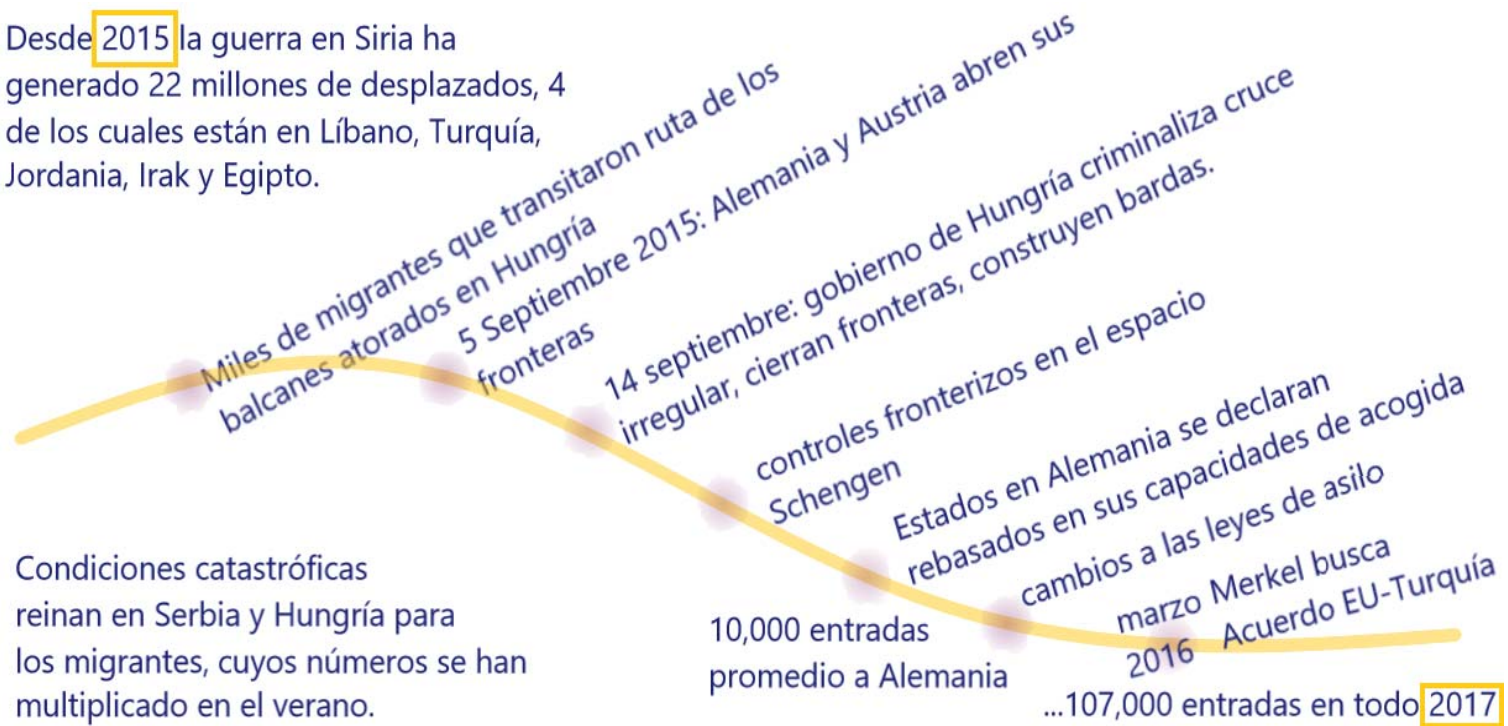 Desde 2015 la guerra en Siria ha
generado 22 millones de desplazados, 4
de los cuales están en Líbano, Turquía,
Jordania, Irak y Egipto.
Miles de migrantes que transitaron ruta de los
balcanes atorados en Hungría
5 Septiembre 2015: Alemania y Austria abren sus
fronteras
14 septiembre: gobierno de Hungría criminaliza cruce
irregular, cierran fronteras, construyen bardas.
controles fronterizos en el espacio
Schengen
Estados en Alemania se declaran
rebasados en sus capacidades de acogida
cambios a las leyes de asilo
marzo Merkel busca
2016 Acuerdo EU-Turquía
Condiciones catastróficas
reinan en Serbia y Hungría para
los migrantes, cuyos números se han
multiplicado en el verano.
10,000 entradas
promedio a Alemania
...107,000 entradas en todo 2017